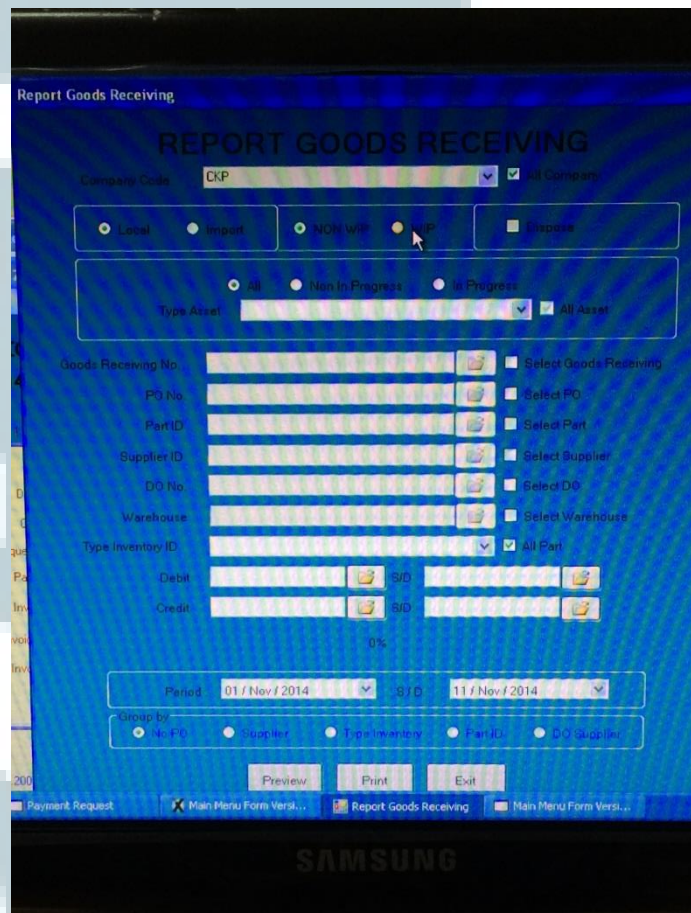 Report Goods Receiving
REPORT GOODS RECEIVING
Company Code CKP All Company
Local Import NON WIP WIP Dispose
All Non In Progress In Progress
Type Asset All Asset
Goods Receiving No. Select Goods Receiving
PO No. Select PO
Part ID Select Part
Supplier ID Select Supplier
DO No. Select DO
Warehouse Select Warehouse
Type Inventory ID All Part
Debit S/D
Credit S/D
0%
Period 01 / Nov / 2014 S / D 11 / Nov / 2014
Group by
No PO Supplier Type Inventory Part ID DO Supplier
Preview Print Exit
200
Payment Request Main Menu Form Versi... Report Goods Receiving Main Menu Form Versi...
SAMSUNG